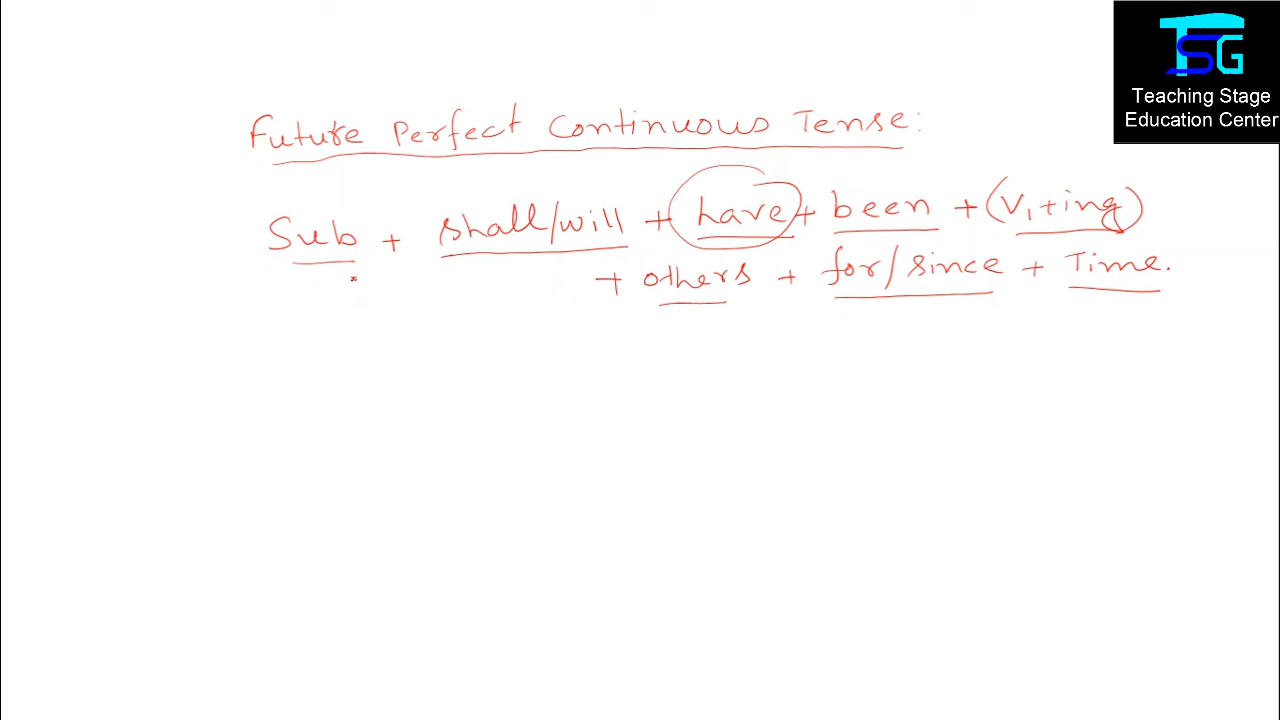 TSG
Teaching Stage
Education Center
Future Perfect Continuous Tense:
Sub + shall/will + have + been + (V₁+ing)
+ others + for/since + Time.